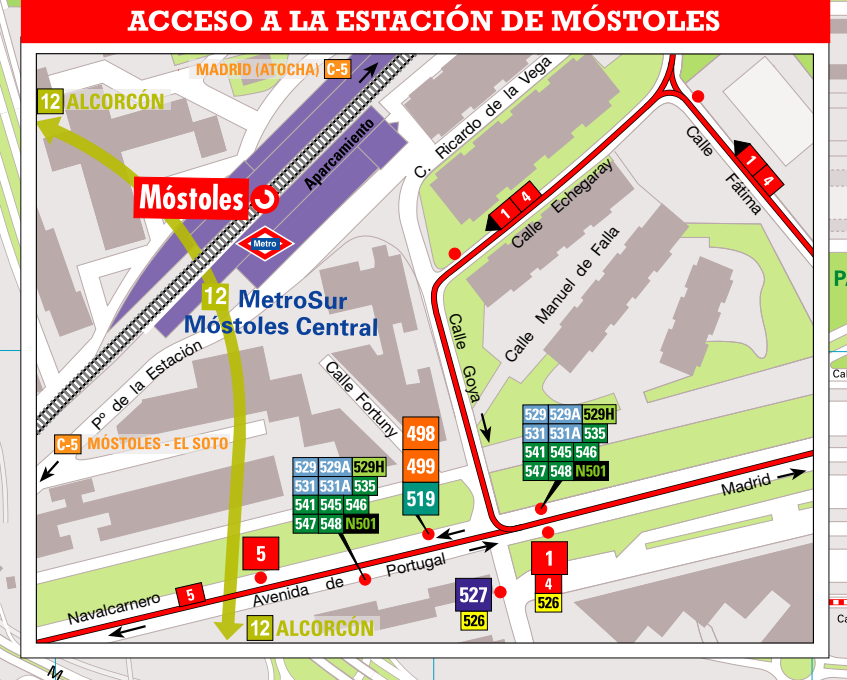 ACCESO A LA ESTACIÓN DE MÓSTOLES
MADRID (ATOCHA) C-5
12 ALCORCÓN
Aparcamiento
C. Ricardo de la Vega
Calle Fátima
1 4
1 4
Calle Echegaray
Móstoles
Metro
Calle Manuel de Falla
12 MetroSur
Móstoles Central
Pº de la Estación
Calle Goya
Calle Fortuny
C-5 MÓSTOLES - EL SOTO
498
499
519
529 529A 529H
531 531A 535
541 545 546
547 548 N501
529 529A 529H
531 531A 535
541 545 546
547 548 N501
Madrid
5
1
4
526
527
526
Avenida de Portugal
Navalcarnero
5
12 ALCORCÓN